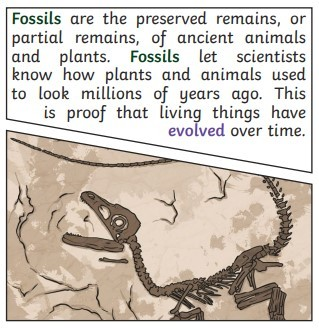 Fossils are the preserved remains, or
partial remains, of ancient animals
and plants. Fossils let scientists
know how plants and animals used
to look millions of years ago. This
is proof that living things have
evolved over time.